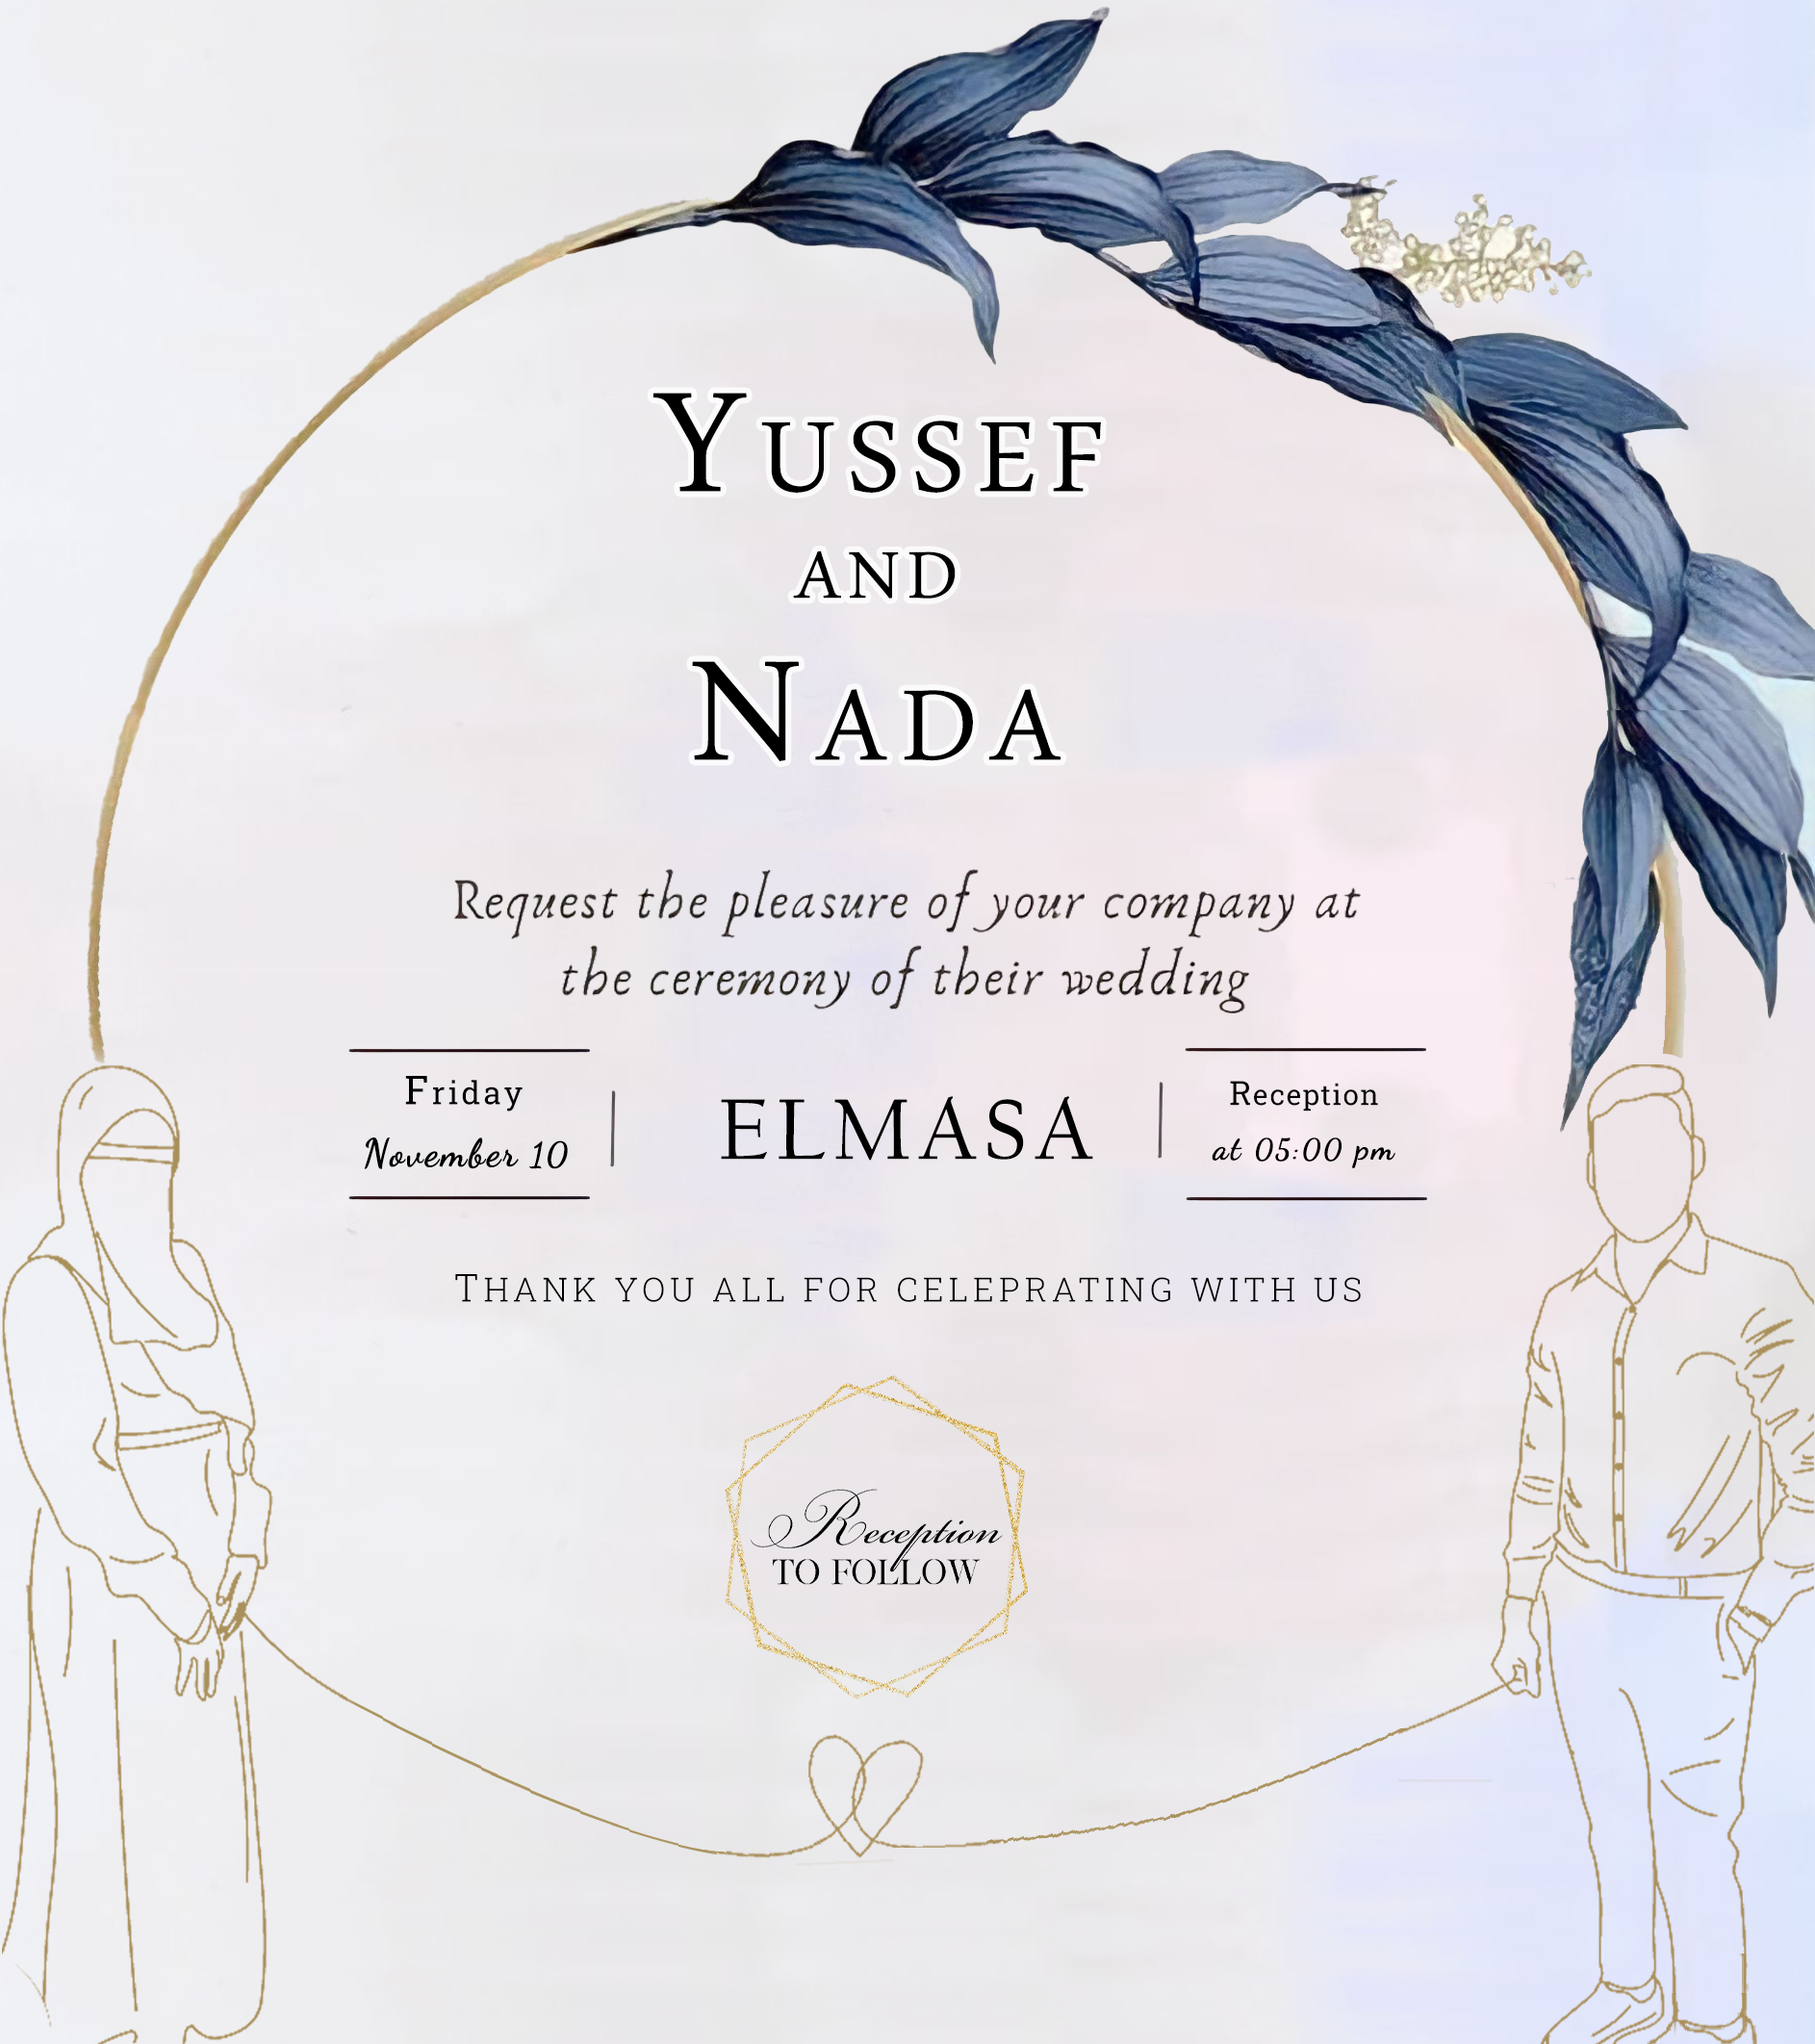 Yussef
AND
Nada
Request the pleasure of your company at
the ceremony of their wedding
Friday
November 10
ELMASA
Reception
at 05:00 pm
THANK YOU ALL FOR CELEPRATING WITH US
Reception
TO FOLLOW